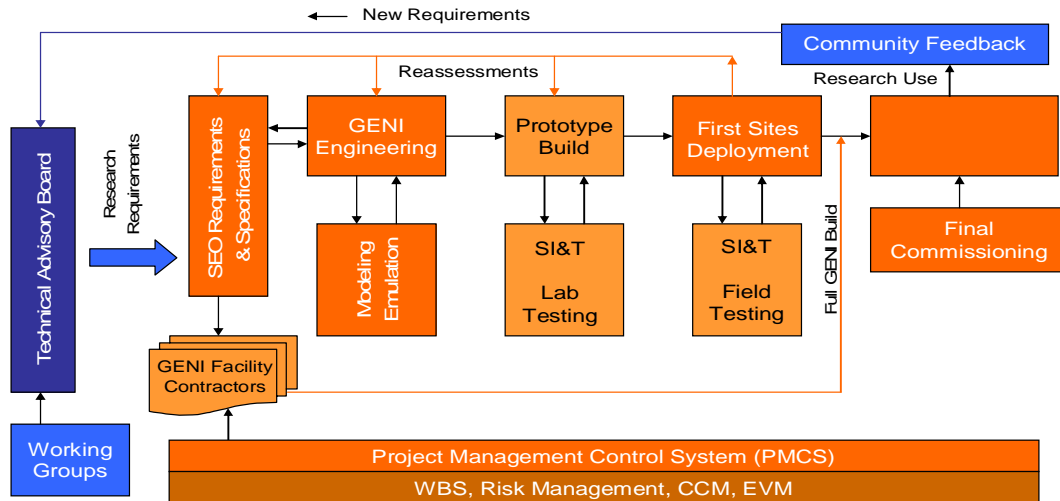 New Requirements
Community Feedback
Reassessments
Research Use
Technical Advisory Board
Research
Requirements
SEO Requirements
& Specifications
GENI
Engineering
Prototype
Build
First Sites
Deployment
Modeling
Emulation
SI&T
Lab
Testing
SI&T
Field
Testing
Full GENI Build
Final
Commissioning
GENI Facility
Contractors
Working
Groups
Project Management Control System (PMCS)
WBS, Risk Management, CCM, EVM